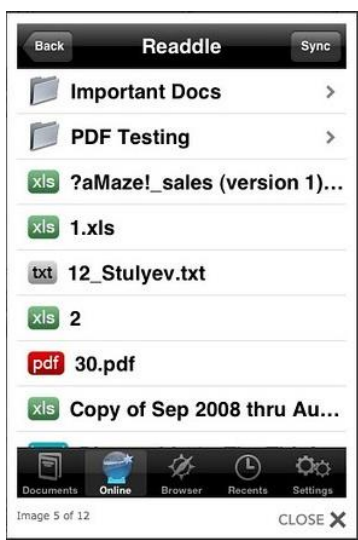 Back
Readdle
Sync
Important Docs
PDF Testing
xls ?aMaze!_sales (version 1)...
xls 1.xls
txt 12_Stulyev.txt
xls 2
pdf 30.pdf
xls Copy of Sep 2008 thru Au...
Documents Online Browser Recents Settings
Image 5 of 12
CLOSE X